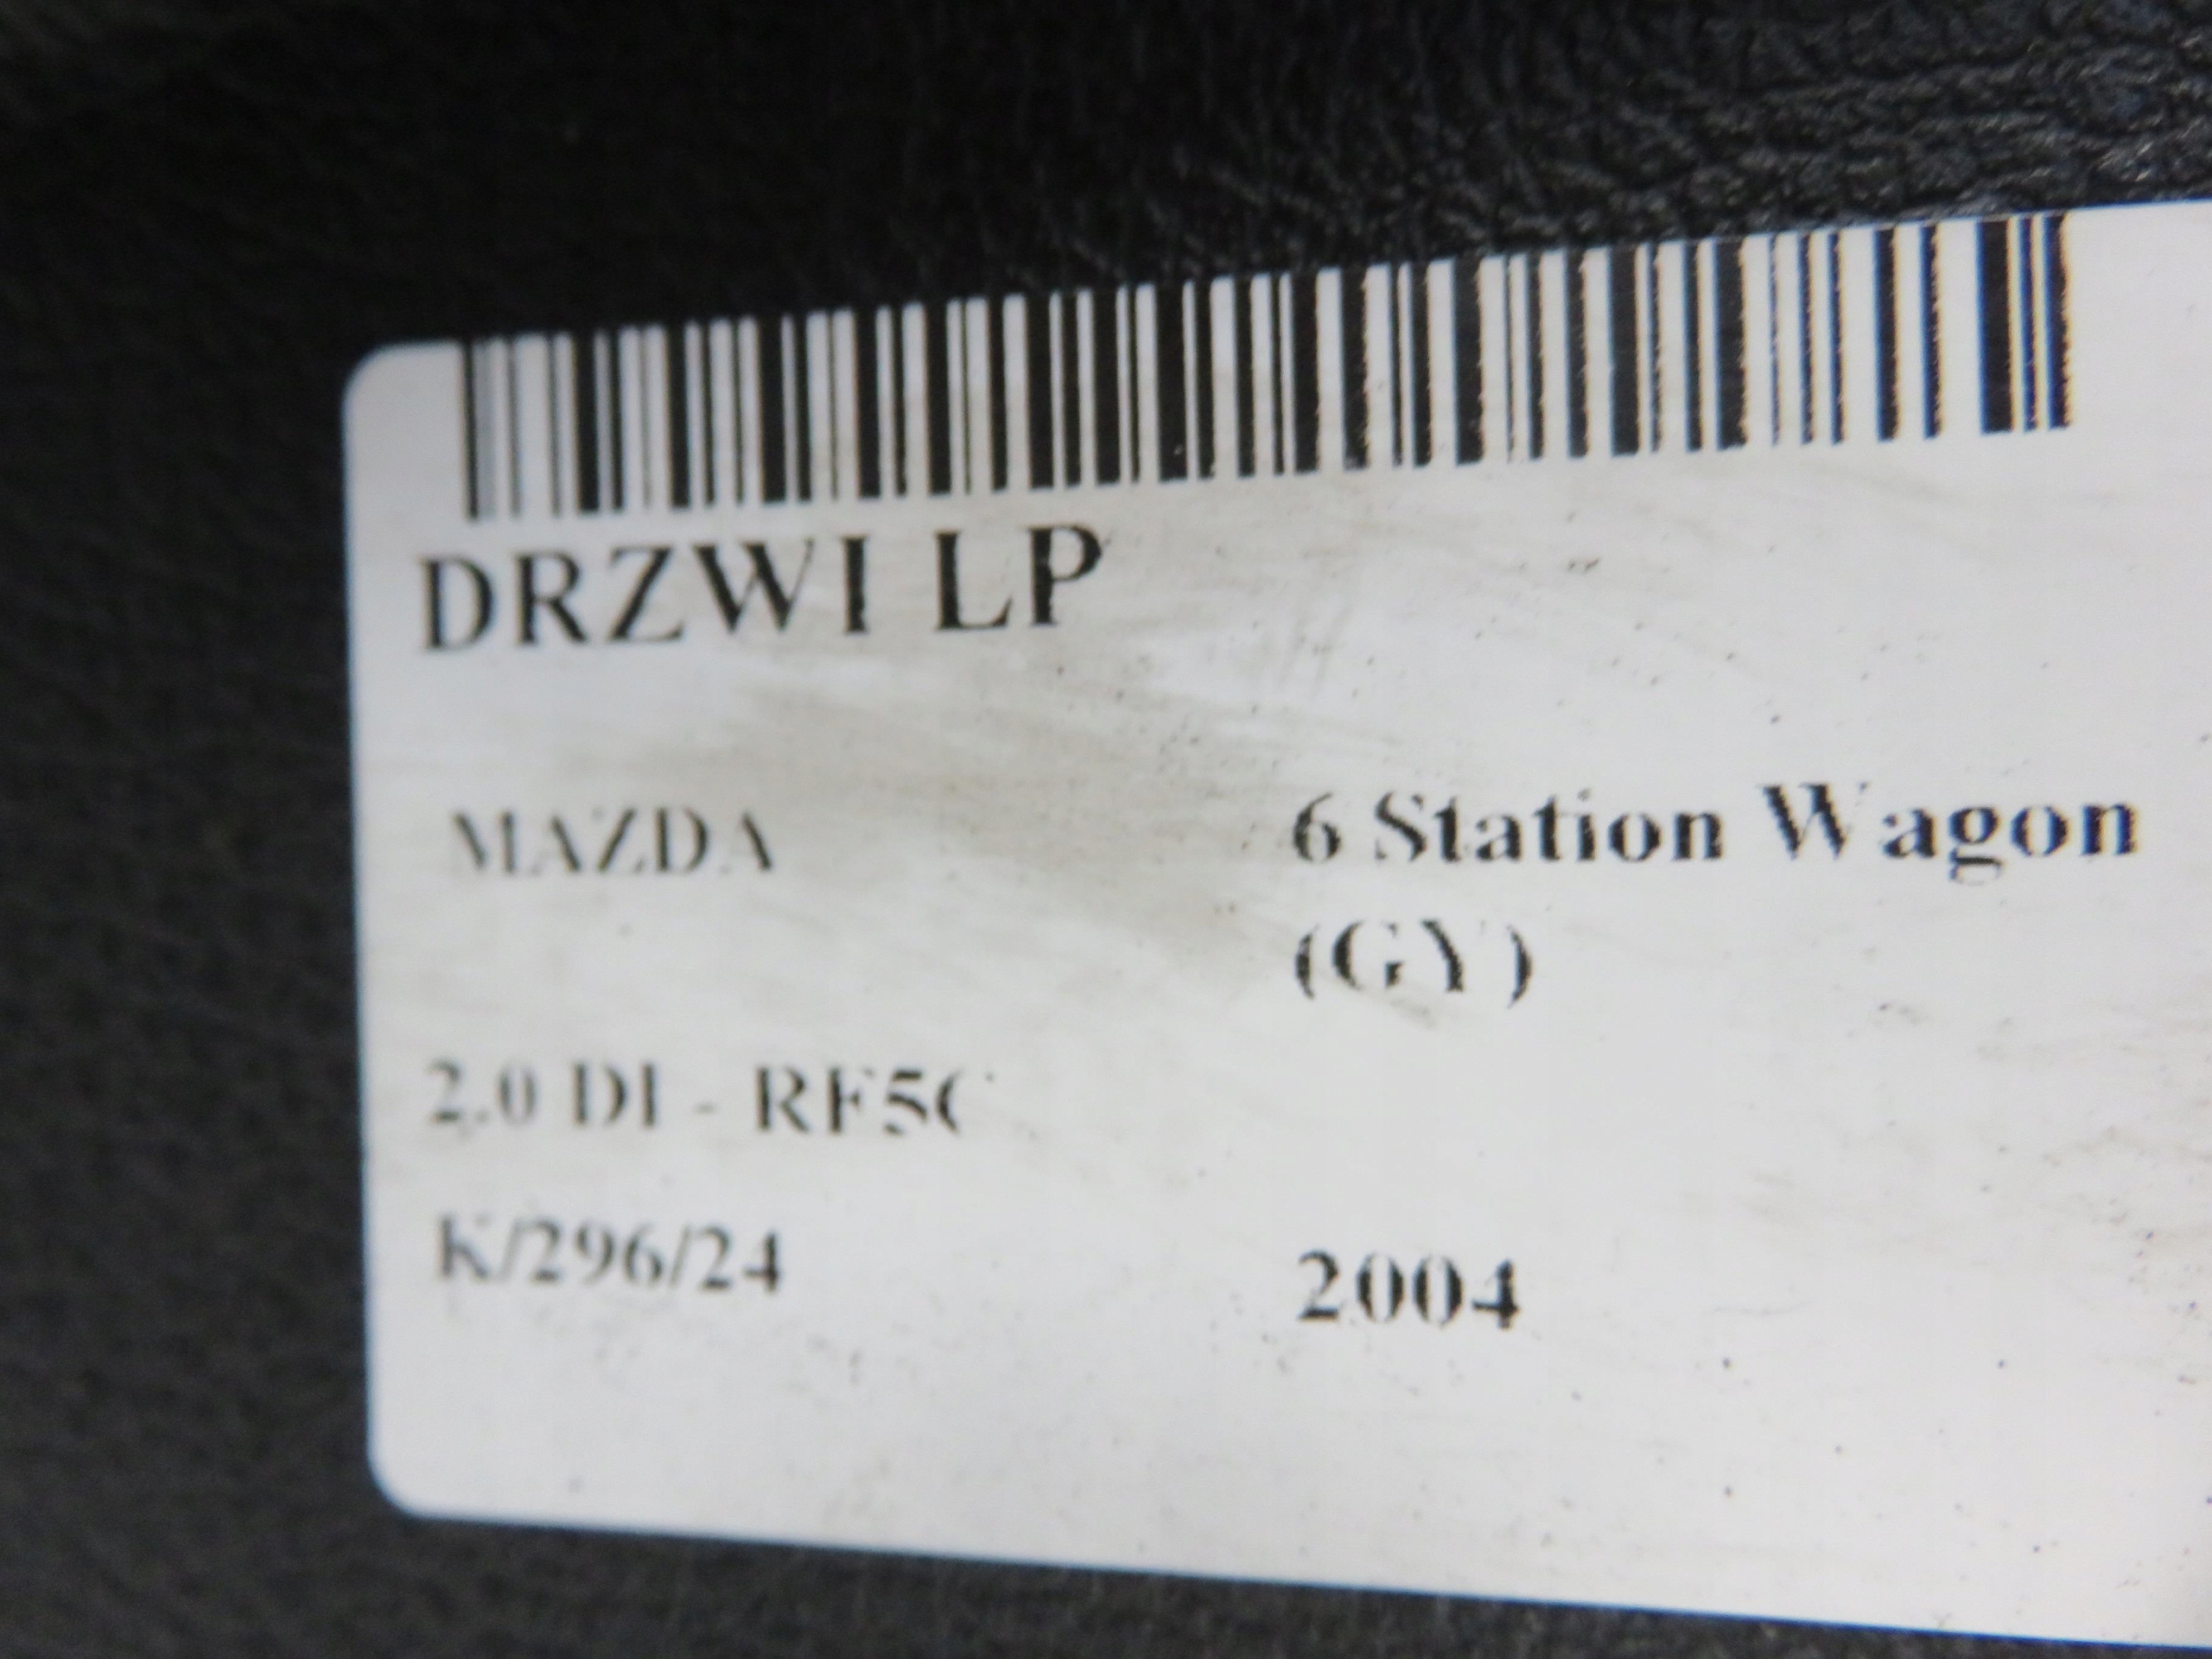 DRZWI LP
MAZDA
6 Station Wagon
(GY)
2.0 DI - RF5C
K/296/24
2004